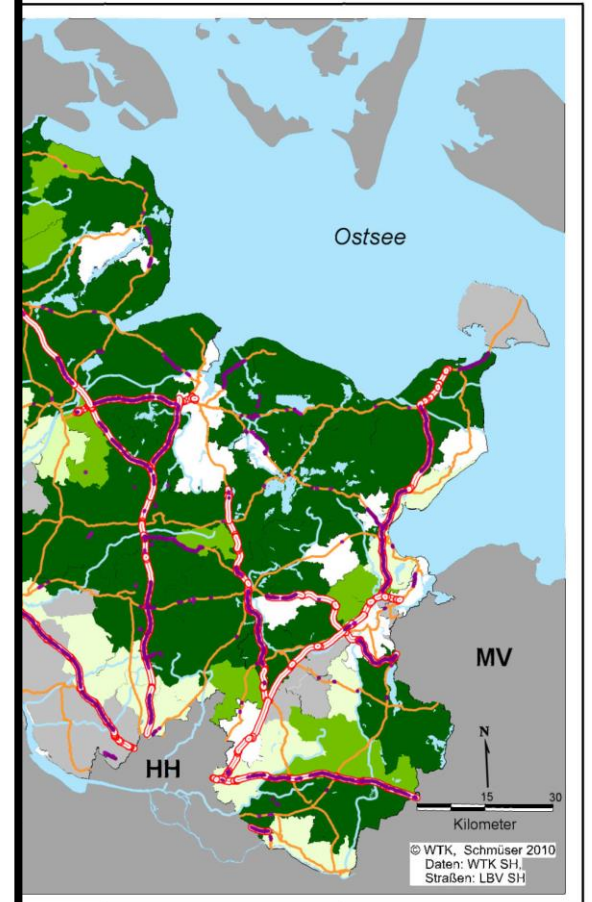 Ostsee
MV
HH
N
15 30
Kilometer
© WTK, Schmüser 2010
Daten: WTK SH,
Straßen: LBV SH